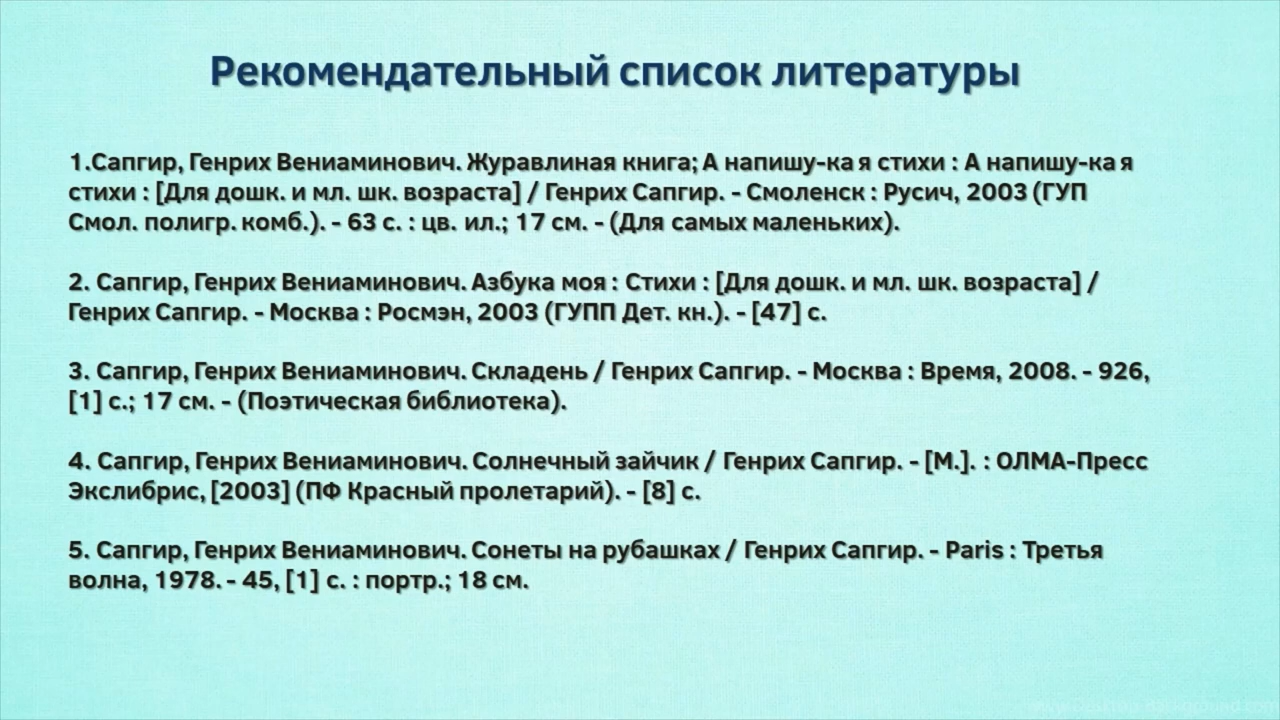 Рекомендательный список литературы
1.Сапгир, Генрих Вениаминович. Журавлиная книга; А напишу-ка я стихи : А напишу-ка я
стихи : [Для дошк. и мл. шк. возраста] / Генрих Сапгир. - Смоленск : Русич, 2003 (ГУП
Смол. полигр. комб.). - 63 с. : цв. ил.; 17 см. - (Для самых маленьких).
2. Сапгир, Генрих Вениаминович. Азбука моя : Стихи : [Для дошк. и мл. шк. возраста] /
Генрих Сапгир. - Москва : Росмэн, 2003 (ГУПП Дет. кн.). - [47] с.
3. Сапгир, Генрих Вениаминович. Складень / Генрих Сапгир. - Москва : Время, 2008. - 926,
[1] с.; 17 см. - (Поэтическая библиотека).
4. Сапгир, Генрих Вениаминович. Солнечный зайчик / Генрих Сапгир. - [М.]. : ОЛМА-Пресс
Экслибрис, [2003] (ПФ Красный пролетарий). - [8] с.
5. Сапгир, Генрих Вениаминович. Сонеты на рубашках / Генрих Сапгир. - Paris : Третья
волна, 1978. - 45, [1] с. : портр.; 18 см.